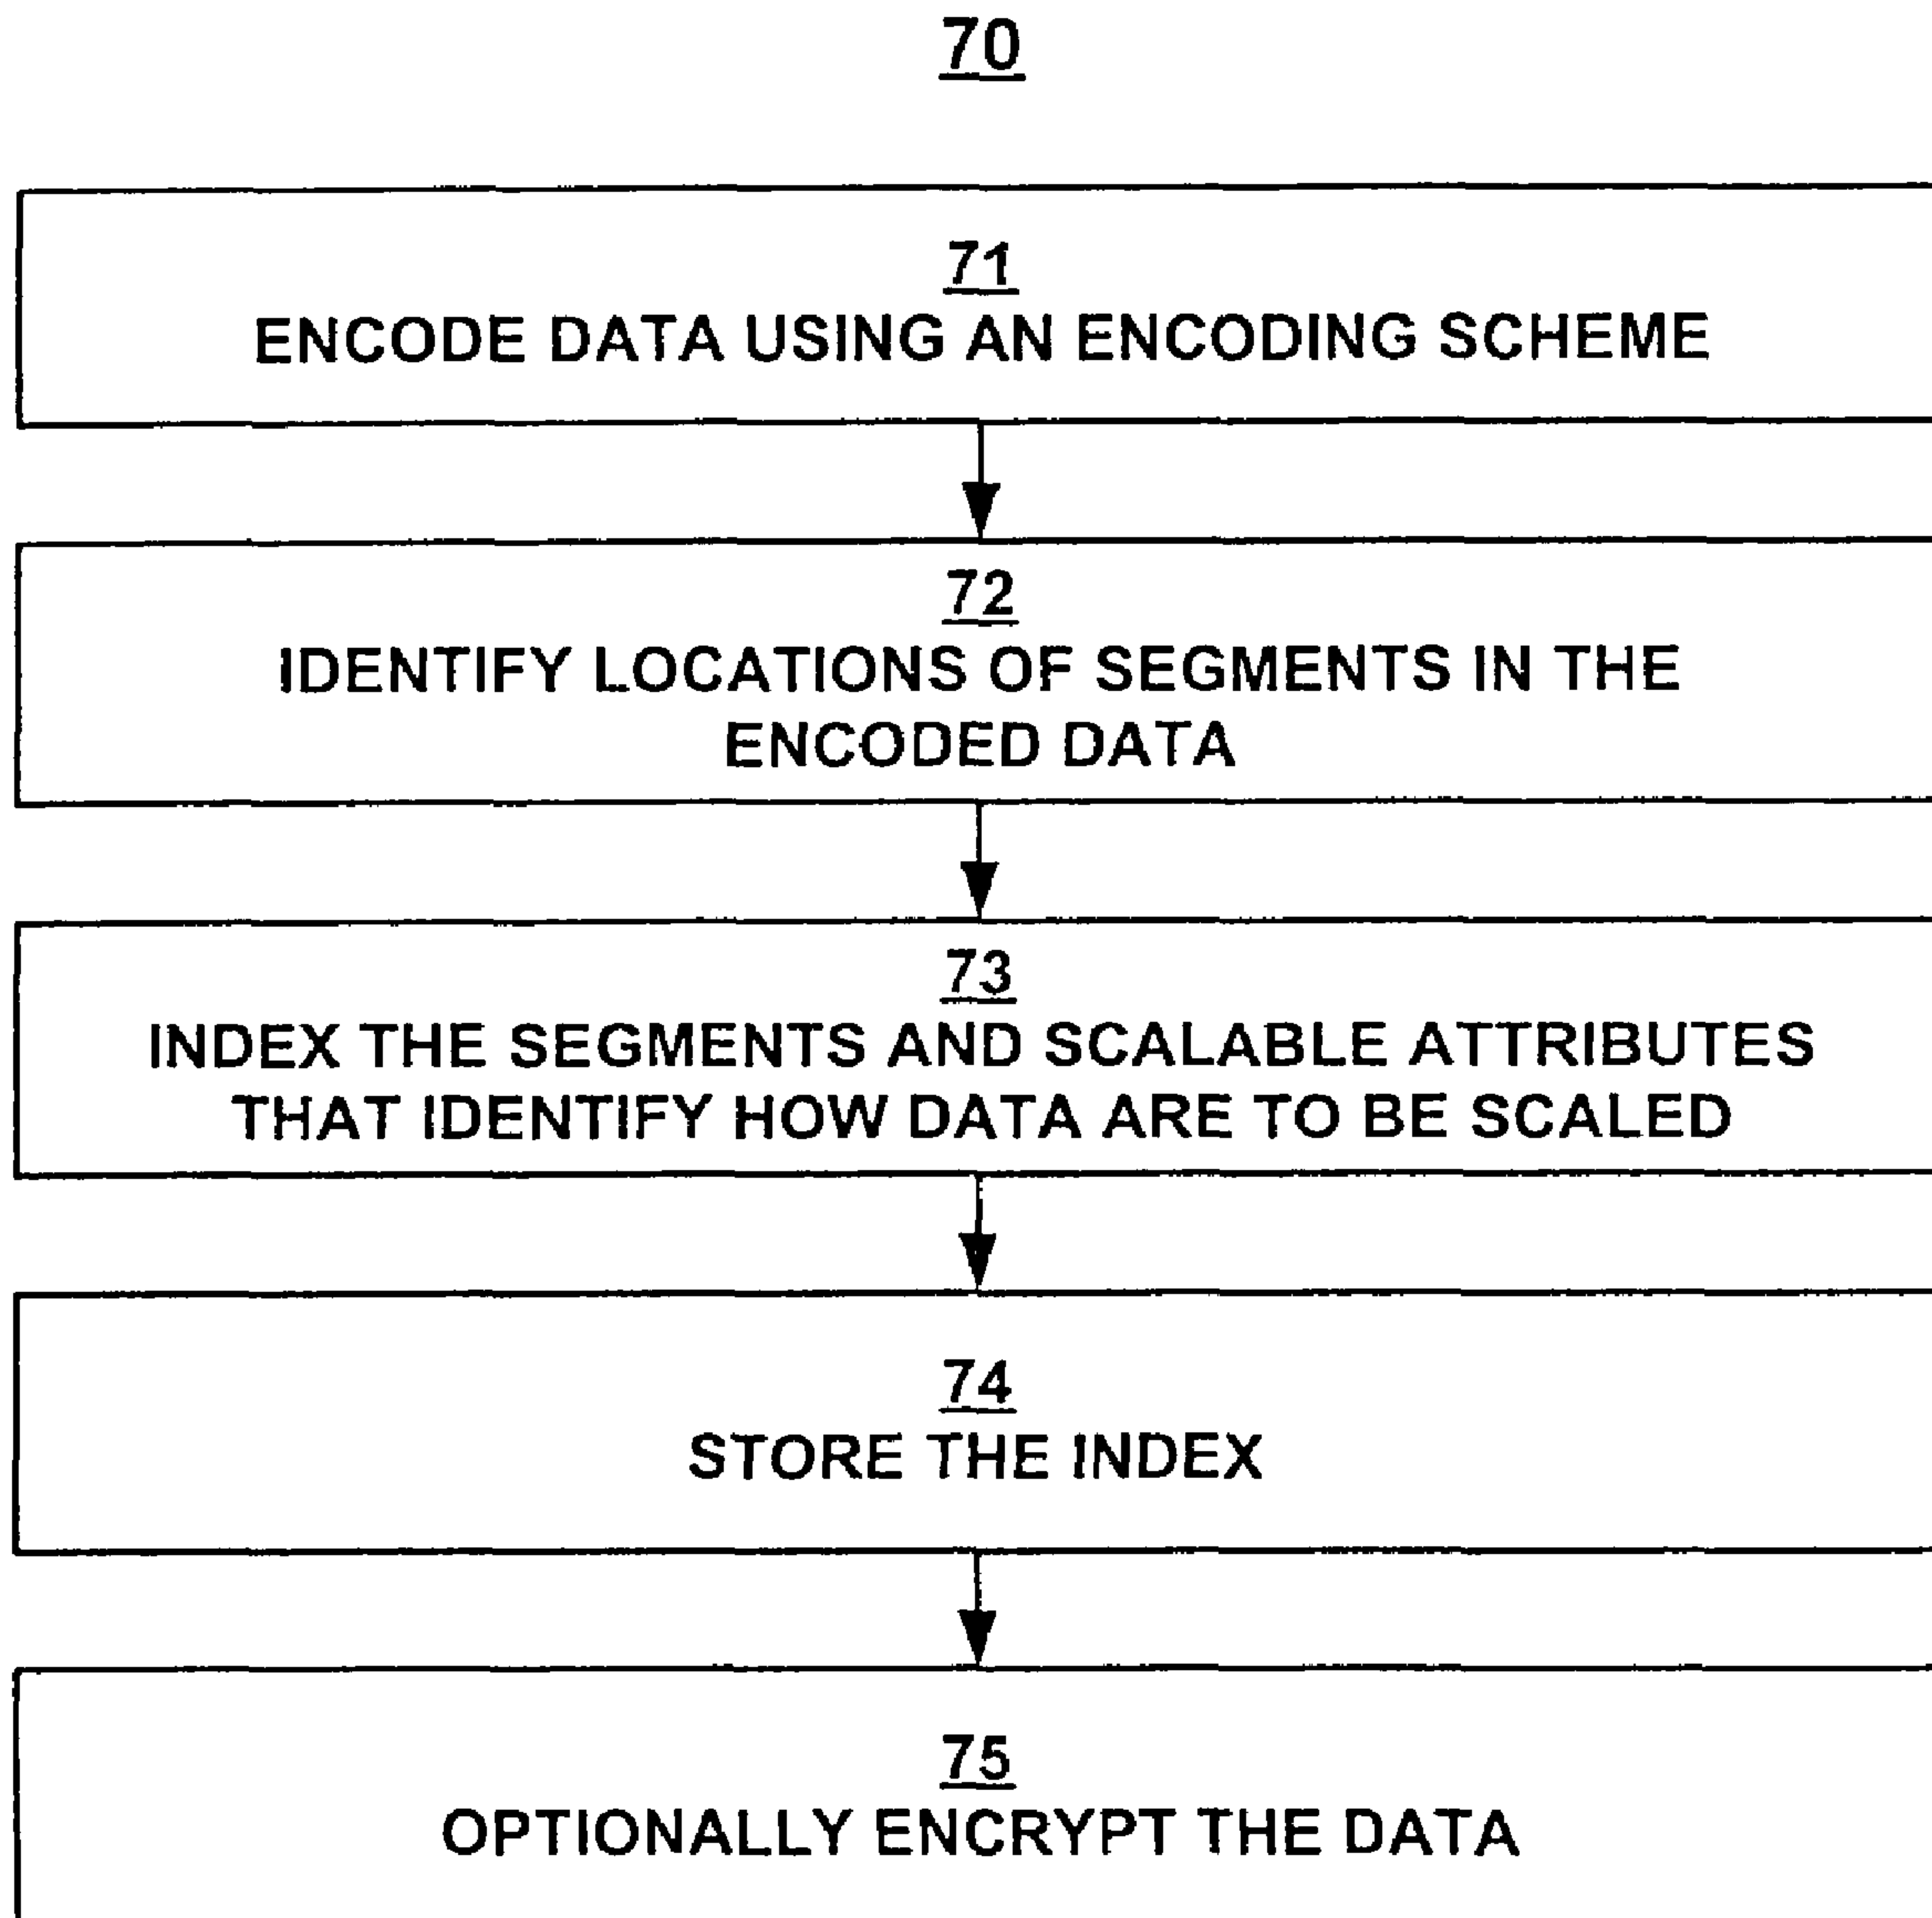 70
71
ENCODE DATA USING AN ENCODING SCHEME
72
IDENTIFY LOCATIONS OF SEGMENTS IN THE
ENCODED DATA
73
INDEX THE SEGMENTS AND SCALABLE ATTRIBUTES
THAT IDENTIFY HOW DATA ARE TO BE SCALED
74
STORE THE INDEX
75
OPTIONALLY ENCRYPT THE DATA